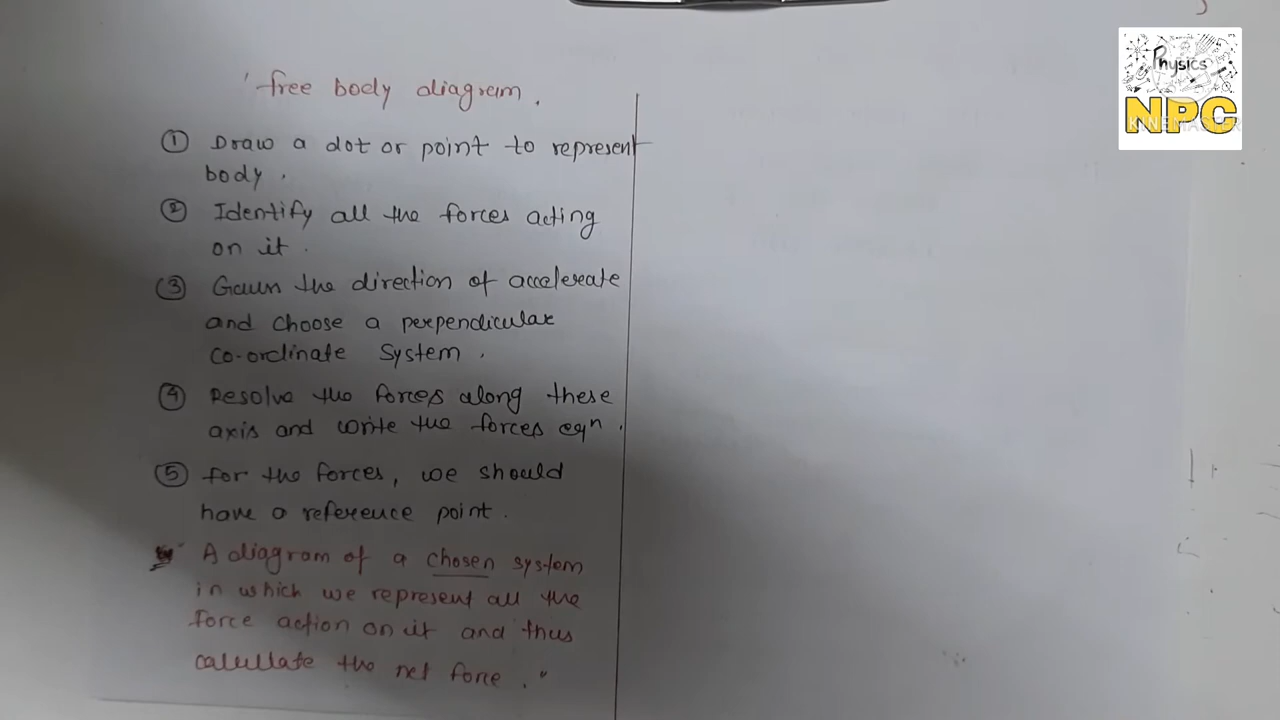 ' free body diagram .
① Draw a dot or point to represent
body .
② Identify all the forces acting
on it .
③ the direction of accelerate
and choose a perpendicular
co-ordinate system .
④ Resolve the forces along these
axis and write the forces eqn .
⑤ for the forces, we should
have a reference point .
" A diagram of a chosen system
in which we represent all the
force action on it and thus
calullate the net force . "
Physics
NPC
KINEMASTER